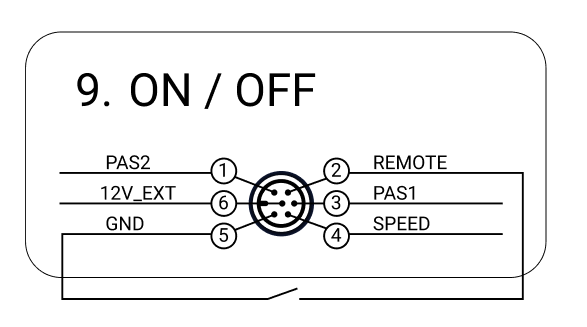 9. ON / OFF
PAS2 1 2 REMOTE
12V_EXT 6 3 PAS1
GND 5 4 SPEED